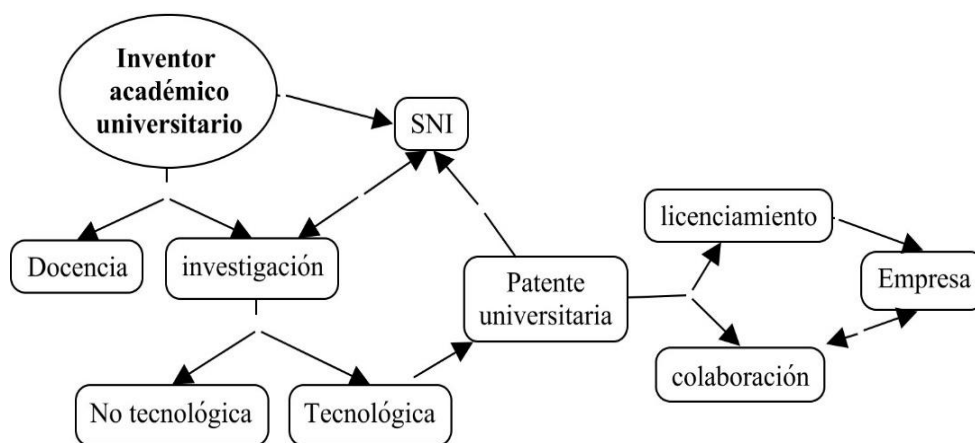 Inventor
académico
universitario
SNI
licenciamiento
Docencia
investigación
Patente
universitaria
Empresa
colaboración
No tecnológica
Tecnológica